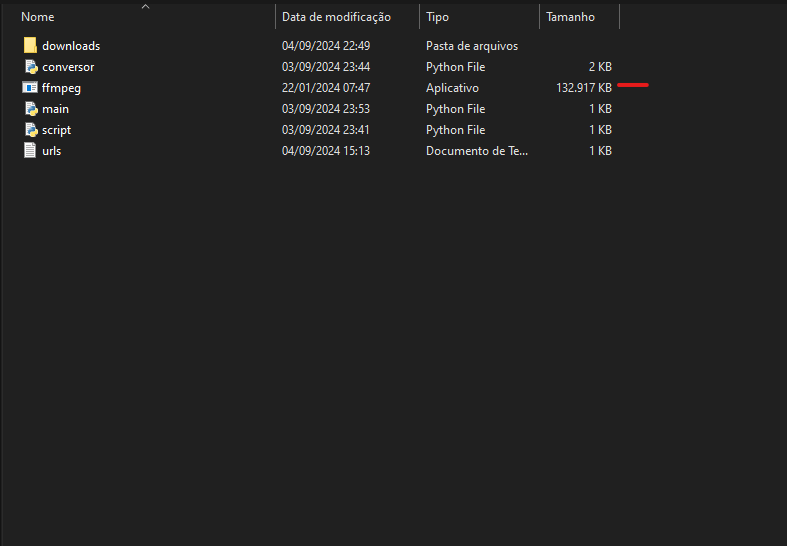 Nome Data de modificação Tipo Tamanho
downloads 04/09/2024 22:49 Pasta de arquivos
conversor 03/09/2024 23:44 Python File 2 KB
ffmpeg 22/01/2024 07:47 Aplicativo 132.917 KB
main 03/09/2024 23:53 Python File 1 KB
script 03/09/2024 23:41 Python File 1 KB
urls 04/09/2024 15:13 Documento de Te... 1 KB